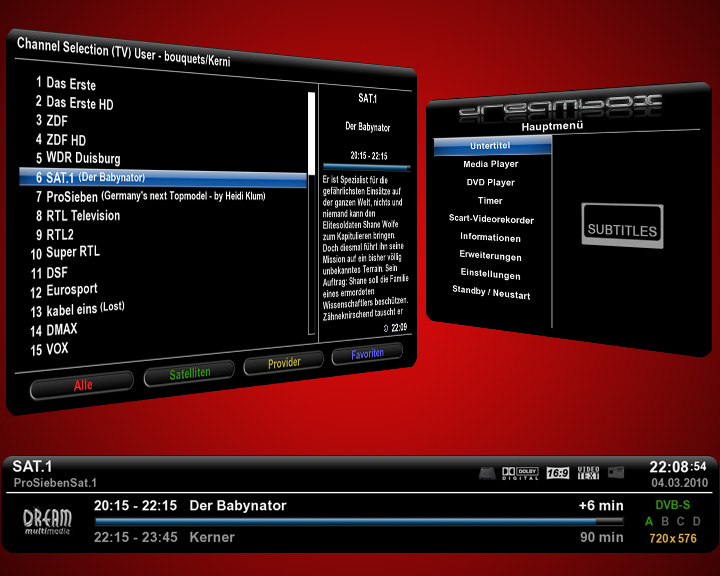 Channel Selection (TV) User - bouquets/Kerni
1 Das Erste
2 Das Erste HD
3 ZDF
4 ZDF HD
5 WDR Duisburg
6 SAT.1 (Der Babynator)
7 ProSieben (Germany's next Topmodel - by Heidi Klum)
8 RTL Television
9 RTL2
10 Super RTL
11 DSF
12 Eurosport
13 kabel eins (Lost)
14 DMAX
15 VOX
SAT.1
Der Babynator
20:15 - 22:15
Er ist Spezialist für die
gefährlichsten Einsätze auf
der ganzen Welt, nichts und
niemand kann den
Elitesoldaten Shane Wolfe
zum Kapitulieren bringen.
Doch diesmal führt ihn seine
Mission auf ein bisher völlig
unbekanntes Terrain. Sein
Auftrag: Shane soll die Familie
eines ermordeten
Wissenschaftlers beschützen.
Zähneknirschend tauscht er
22:09
Alle
Satelliten
Provider
Favoriten
dreambox
Hauptmenü
Untertitel
Media Player
DVD Player
Timer
Scart-Videorekorder
Informationen
Erweiterungen
Einstellungen
Standby / Neustart
SUBTITLES
SAT.1
ProSiebenSat.1
DOLBY
DIGITAL
16:9
VIDEO
TEXT
22:08:54
04.03.2010
DREAM
multimedia
20:15 - 22:15 Der Babynator +6 min
22:15 - 23:45 Kerner 90 min
DVB-S
A B C D
720x576